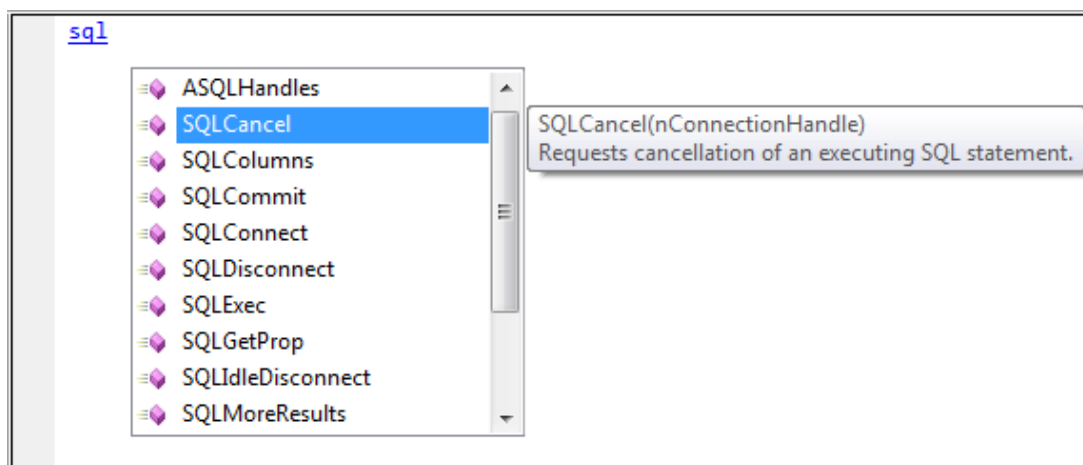 sql
ASQLHandles
SQLCancel
SQLColumns
SQLCommit
SQLConnect
SQLDisconnect
SQLExec
SQLGetProp
SQLIdleDisconnect
SQLMoreResults
SQLCancel(nConnectionHandle)
Requests cancellation of an executing SQL statement.